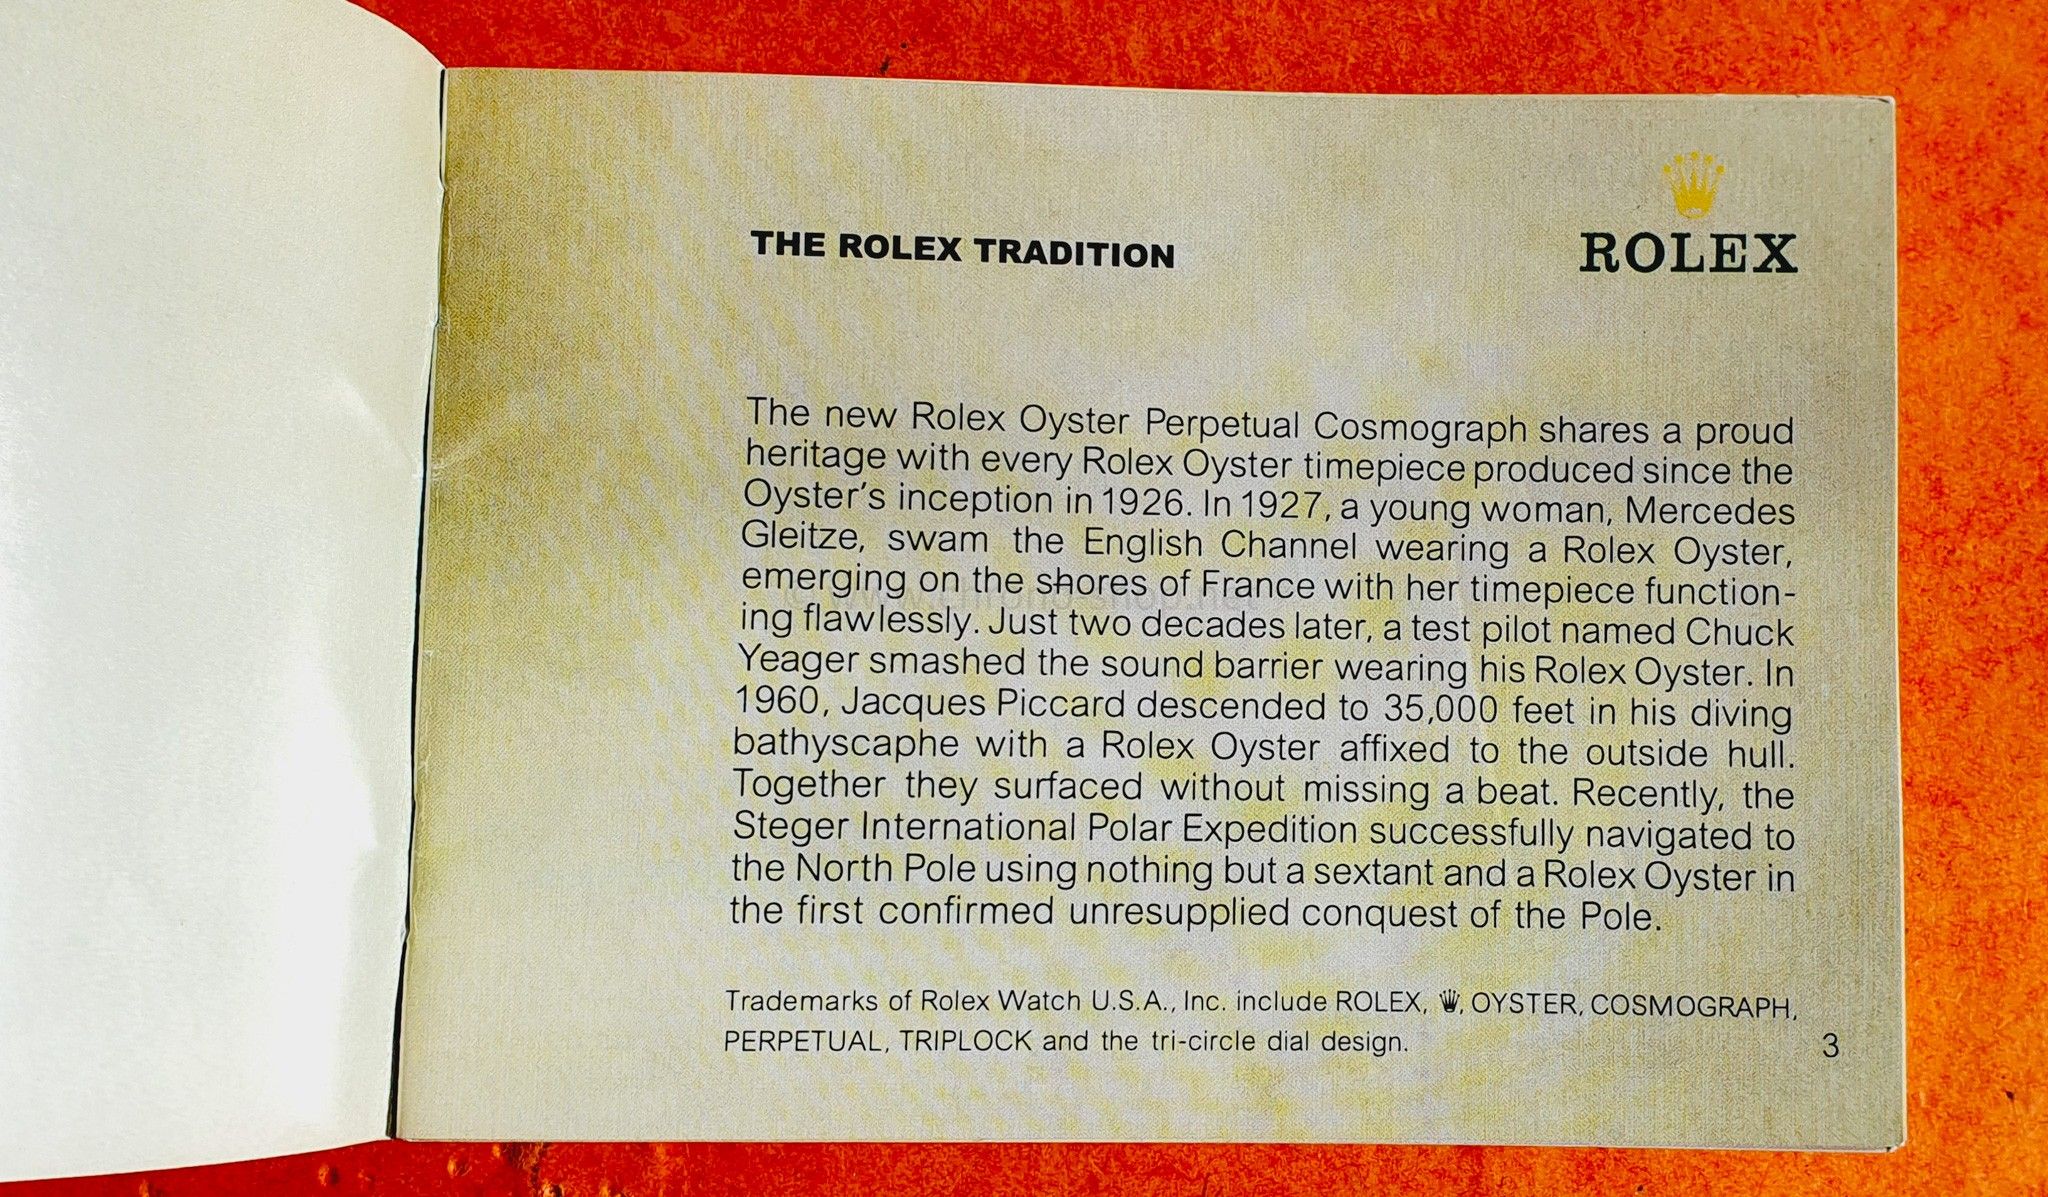 THE ROLEX TRADITION
ROLEX
The new Rolex Oyster Perpetual Cosmograph shares a proud
heritage with every Rolex Oyster timepiece produced since the
Oyster's inception in 1926. In 1927, a young woman, Mercedes
Gleitze, swam the English Channel wearing a Rolex Oyster,
emerging on the shores of France with her timepiece function-
ing flawlessly. Just two decades later, a test pilot named Chuck
Yeager smashed the sound barrier wearing his Rolex Oyster. In
1960, Jacques Piccard descended to 35,000 feet in his diving
bathyscaphe with a Rolex Oyster affixed to the outside hull.
Together they surfaced without missing a beat. Recently, the
Steger International Polar Expedition successfully navigated to
the North Pole using nothing but a sextant and a Rolex Oyster in
the first confirmed unresupplied conquest of the Pole.
Trademarks of Rolex Watch U.S.A., Inc. include ROLEX, ♛, OYSTER, COSMOGRAPH,
PERPETUAL, TRIPLOCK and the tri-circle dial design.
3